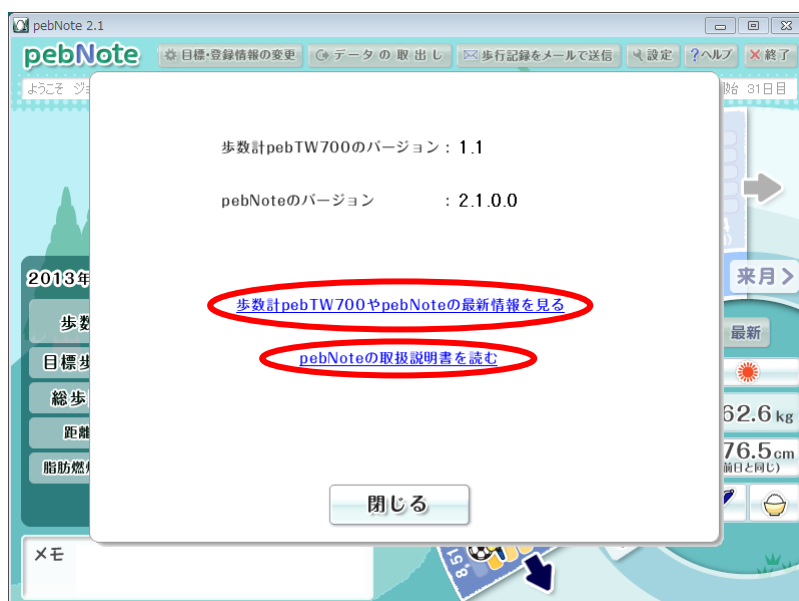 pebNote 2.1
pebNote
目標・登録情報の変更
データの取出し
歩行記録をメールで送信
設定
?ヘルプ
×終了
ようこそ
31日目
歩数計pebTW700のバージョン : 1.1
pebNoteのバージョン : 2.1.0.0
2013年
来月
歩数計pebTW700やpebNoteの最新情報を見る
歩数
最新
pebNoteの取扱説明書を読む
目標歩
総歩
62.6 kg
距離
76.5cm
前日と同じ)
脂肪燃
閉じる
メモ
8,51